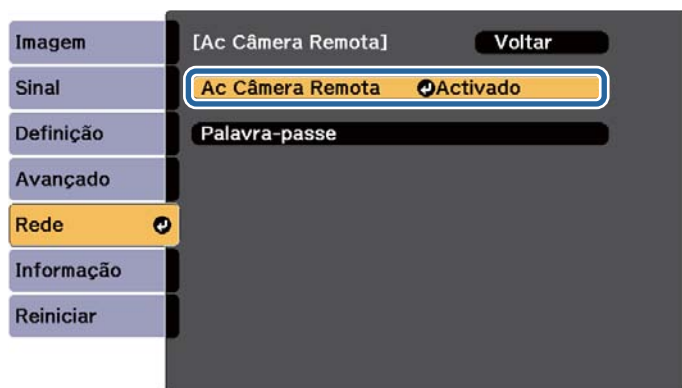 Imagem
Sinal
Definição
Avançado
Rede
Informação
Reiniciar
[Ac Câmera Remota] Voltar
Ac Câmera Remota Activado
Palavra-passe